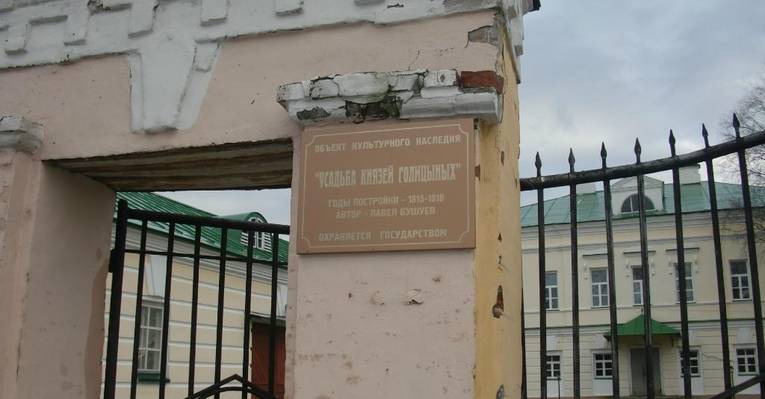 ОБЪЕКТ КУЛЬТУРНОГО НАСЛЕДИЯ
"УСАДЬБА КНЯЗЕЙ ГОЛИЦЫНЫХ"
ГОДЫ ПОСТРОЙКИ - 1815-1818
АВТОР - ПАВЕЛ БУШУЕВ
ОХРАНЯЕТСЯ ГОСУДАРСТВОМ